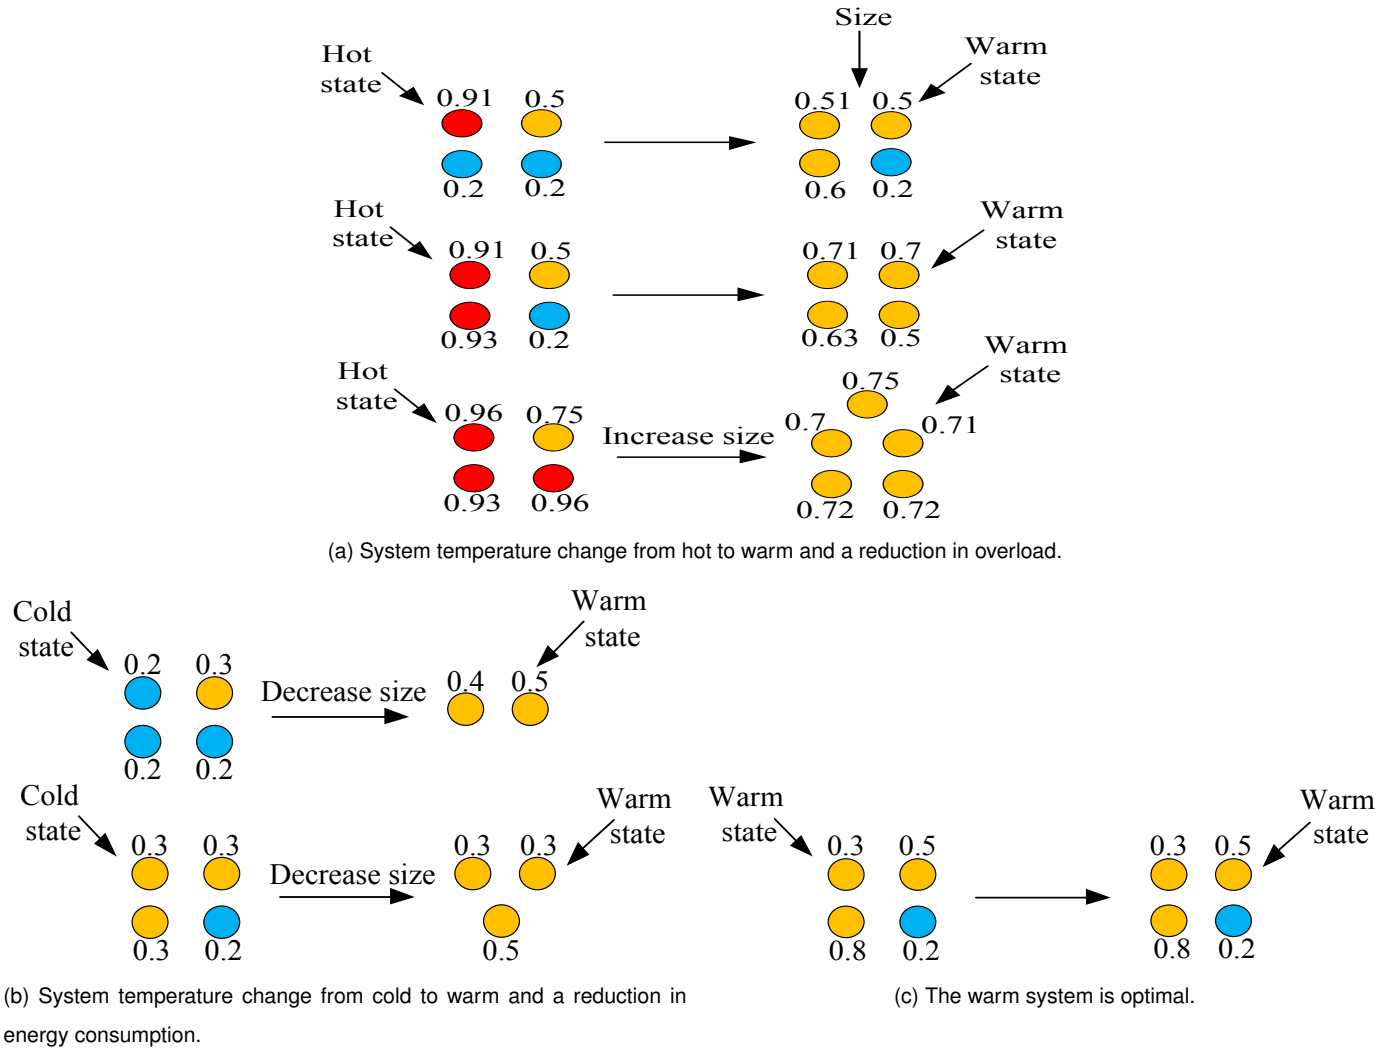 Size
Hot
state
Warm
state
0.91 0.5
0.51 0.5
0.2 0.2
0.6 0.2
Hot
state
Warm
state
0.91 0.5
0.71 0.7
0.93 0.2
0.63 0.5
Hot
state
Warm
state
0.96 0.75
Increase size
0.75
0.7 0.71
0.93 0.96
0.72 0.72
(a) System temperature change from hot to warm and a reduction in overload.
Cold
state
Warm
state
0.2 0.3
Decrease size
0.4 0.5
0.2 0.2
Cold
state
Warm
state
0.3 0.3
Decrease size
0.3 0.3
0.3 0.2
0.5
(b) System temperature change from cold to warm and a reduction in
energy consumption.
Warm
state
Warm
state
0.3 0.5
0.3 0.5
0.8 0.2
0.8 0.2
(c) The warm system is optimal.